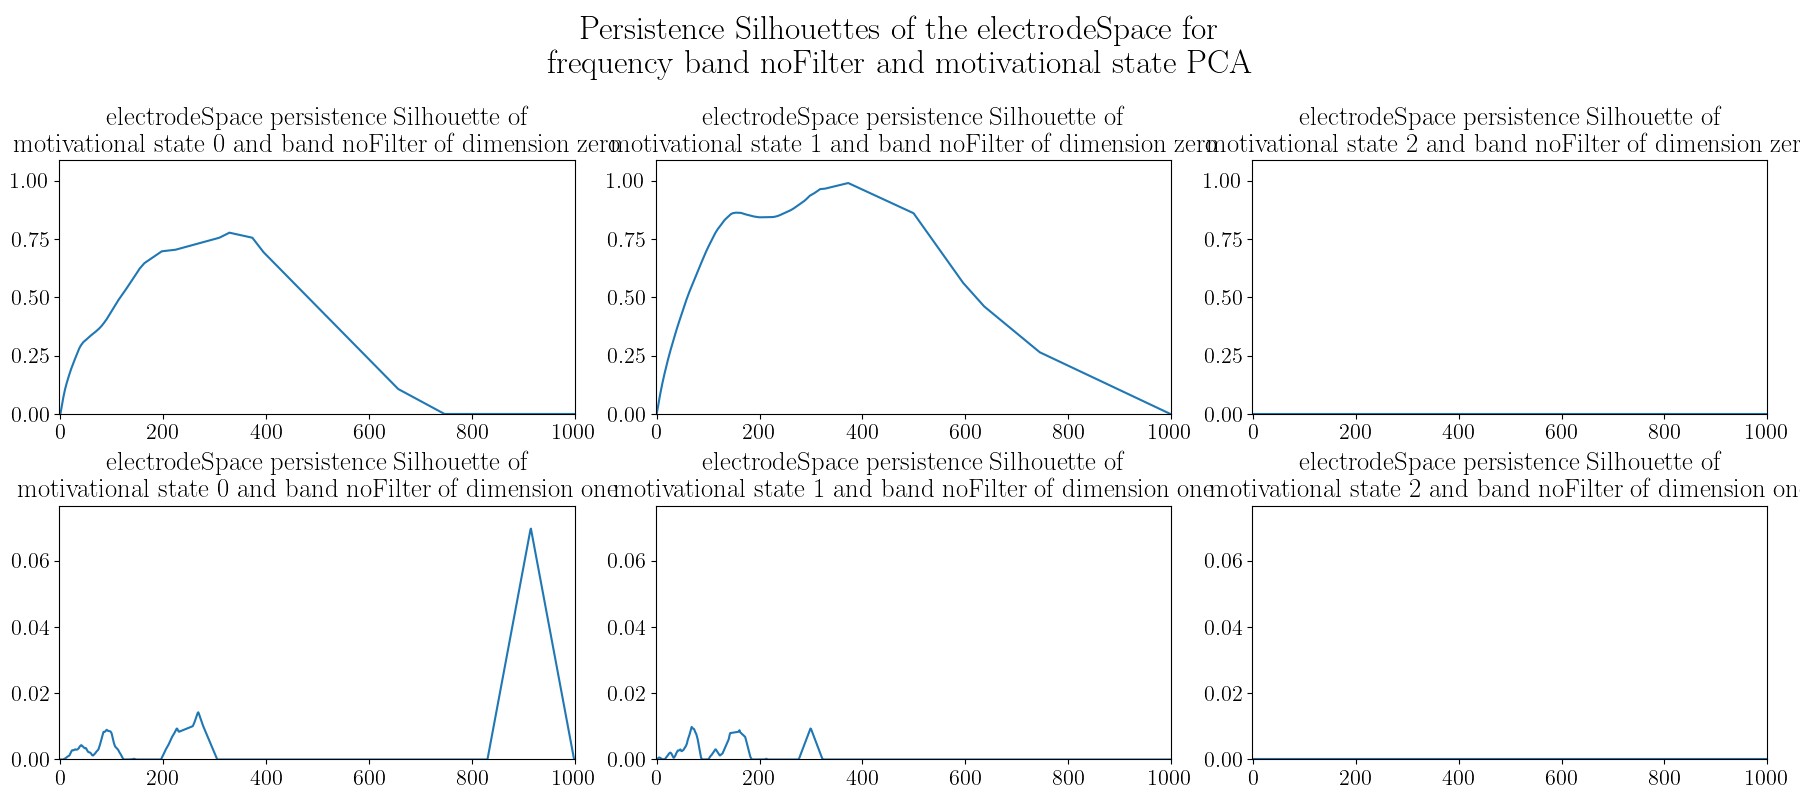 Persistence Silhouettes of the electrodeSpace for
frequency band noFilter and motivational state PCA
electrodeSpace persistence Silhouette of
motivational state 0 and band noFilter of dimension zero
electrodeSpace persistence Silhouette of
motivational state 1 and band noFilter of dimension zero
electrodeSpace persistence Silhouette of
motivational state 2 and band noFilter of dimension zer
1.00
0.75
0.50
0.25
0.00
0 200 400 600 800 1000
1.00
0.75
0.50
0.25
0.00
0 200 400 600 800 1000
1.00
0.75
0.50
0.25
0.00
0 200 400 600 800 1000
electrodeSpace persistence Silhouette of
motivational state 0 and band noFilter of dimension one
electrodeSpace persistence Silhouette of
motivational state 1 and band noFilter of dimension one
electrodeSpace persistence Silhouette of
motivational state 2 and band noFilter of dimension on
0.06
0.04
0.02
0.00
0 200 400 600 800 1000
0.06
0.04
0.02
0.00
0 200 400 600 800 1000
0.06
0.04
0.02
0.00
0 200 400 600 800 1000